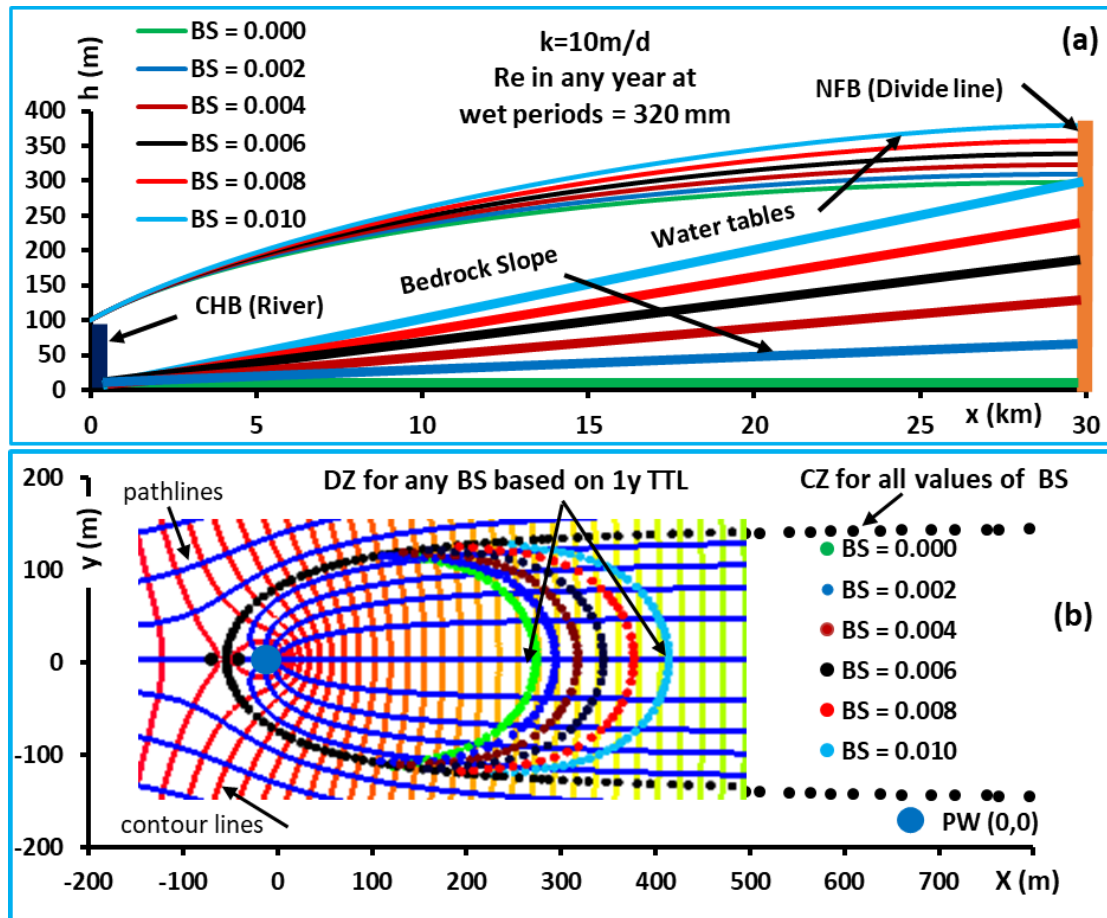 (a)
BS = 0.000
BS = 0.002
BS = 0.004
BS = 0.006
BS = 0.008
BS = 0.010
k=10m/d
Re in any year at
wet periods = 320 mm
NFB (Divide line)
h (m)
400
350
300
250
200
150
100
50
0
Water tables
Bedrock Slope
CHB (River)
0
5
10
15
20
25
30
x (km)
(b)
200
100
0
-100
-200
y (m)
pathlines
DZ for any BS based on 1y TTL
CZ for all values of BS
BS = 0.000
BS = 0.002
BS = 0.004
BS = 0.006
BS = 0.008
BS = 0.010
contour lines
PW (0,0)
-200
-100
0
100
200
300
400
500
600
700
X (m)